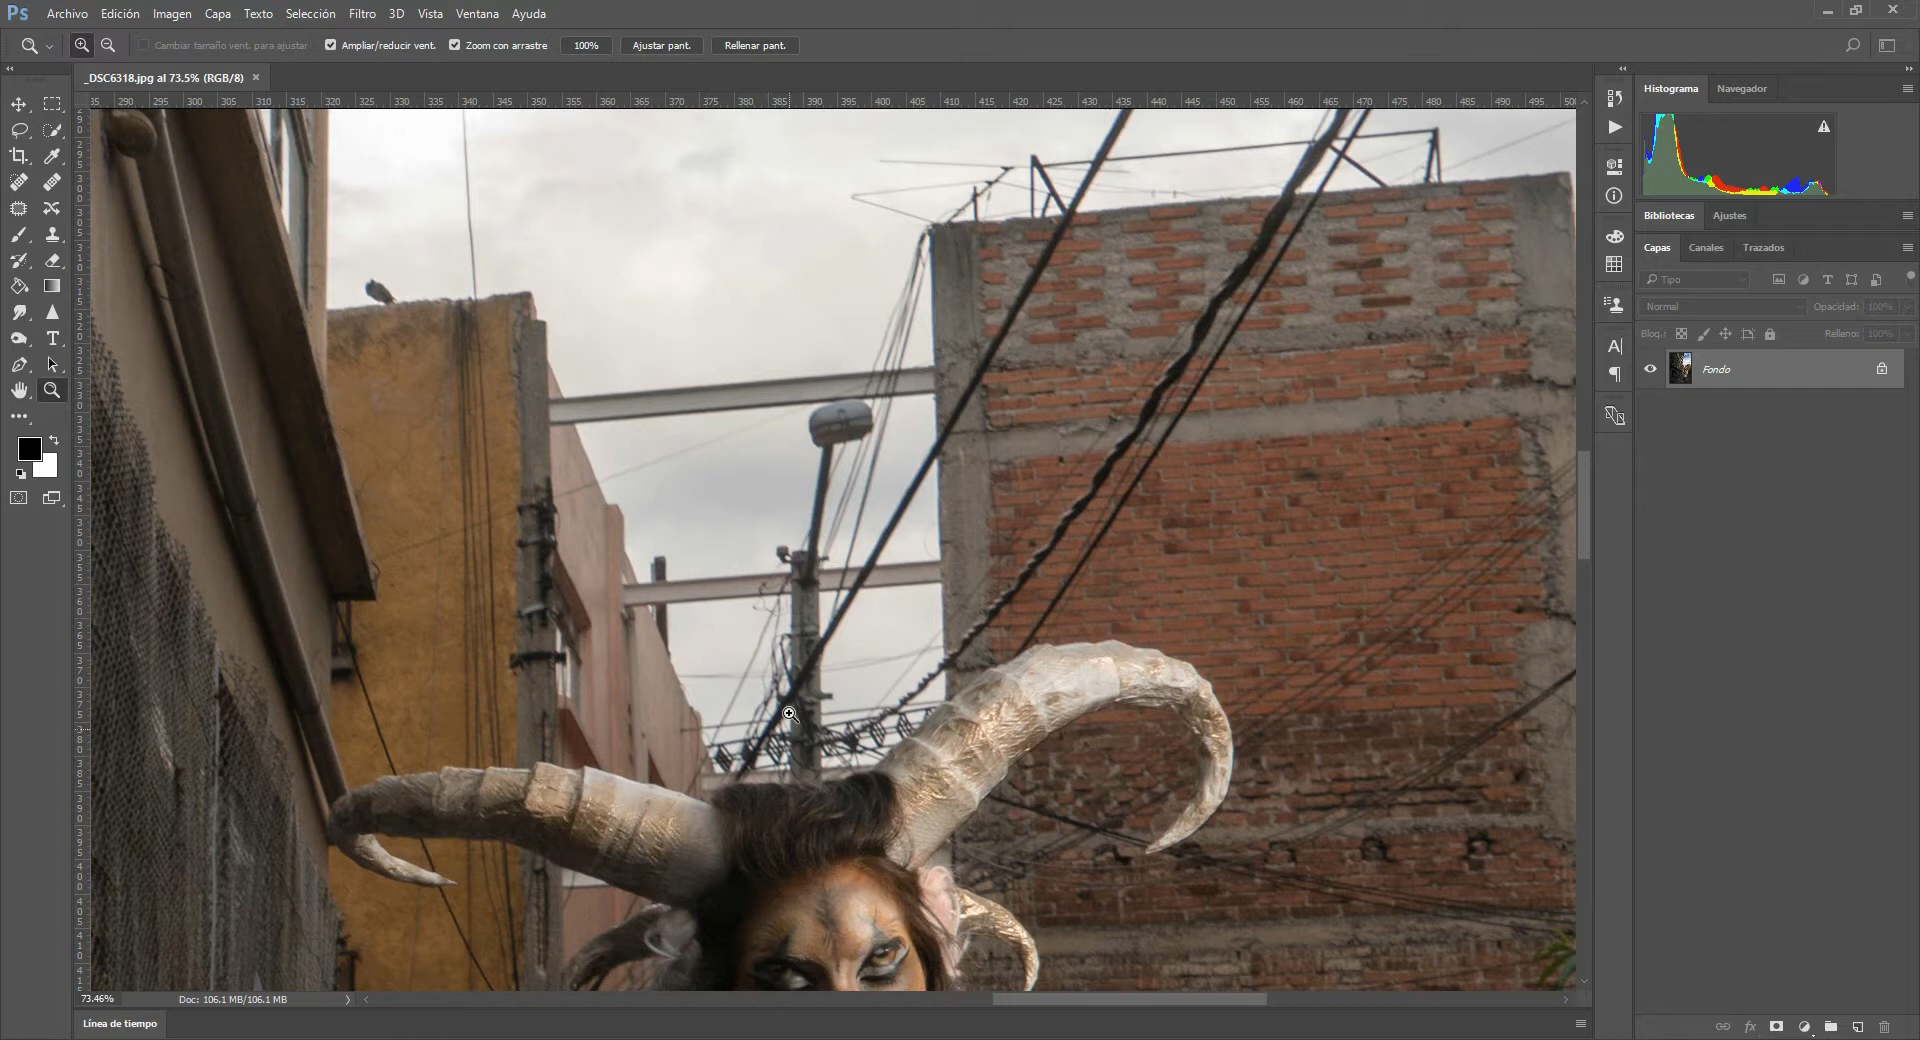 Ps Archivo Edición Imagen Capa Texto Selección Filtro 3D Vista Ventana Ayuda
Cambiar tamaño vent. para ajustar Ampliar/reducir vent. Zoom con arrastre 100% Ajustar pant. Rellenar pant.
_DSC6318.jpg al 73.5% (RGB/8) ×
85 290 295 300 305 310 315 320 325 330 335 340 345 350 355 360 365 370 375 380 385 390 395 400 405 410 415 420 425 430 435 440 445 450 455 460 465 470 475 480 485 490 495 500
Histograma Navegador
Bibliotecas Ajustes
Capas Canales Trazados
Tipo
Normal Opacidad: 100%
Bloq.: Relleno: 100%
Fondo
73.46% Doc: 106.1 MB/106.1 MB
Línea de tiempo
fx